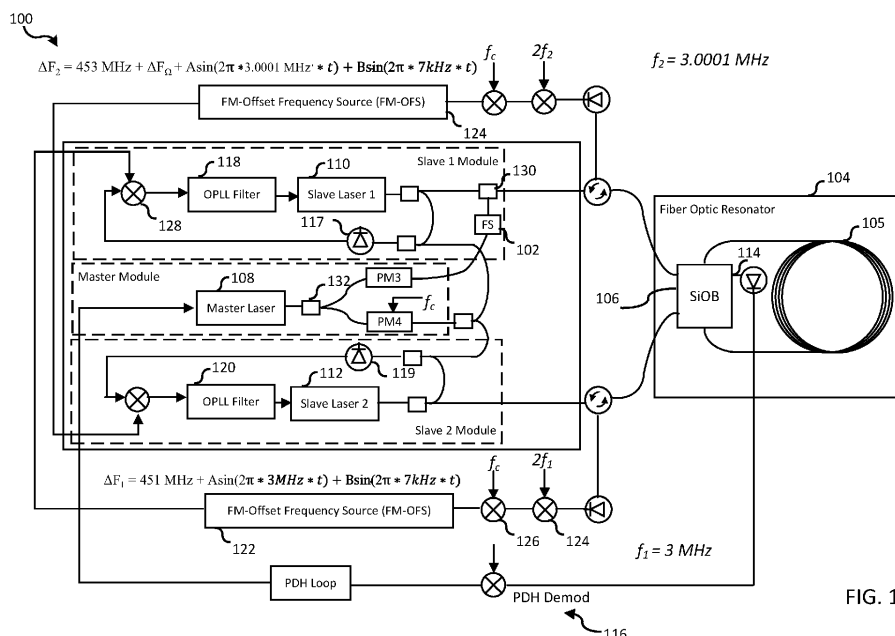 100
ΔF₂ = 453 MHz + ΔF_Ω + Asin(2π * 3.0001 MHz' * t) + Bsin(2π * 7kHz * t)
f_c
2f₂
f₂ = 3.0001 MHz
FM-Offset Frequency Source (FM-OFS)
124
Slave 1 Module
118
110
130
OPLL Filter
Slave Laser 1
128
117
FS
102
104
Fiber Optic Resonator
105
114
106
SiOB
Master Module
108
132
PM3
Master Laser
f_c
PM4
120
112
119
OPLL Filter
Slave Laser 2
Slave 2 Module
ΔF₁ = 451 MHz + Asin(2π * 3MHz * t) + Bsin(2π * 7kHz * t)
f_c
2f₁
FM-Offset Frequency Source (FM-OFS)
122
126
124
f₁ = 3 MHz
PDH Loop
PDH Demod
116
FIG. 1